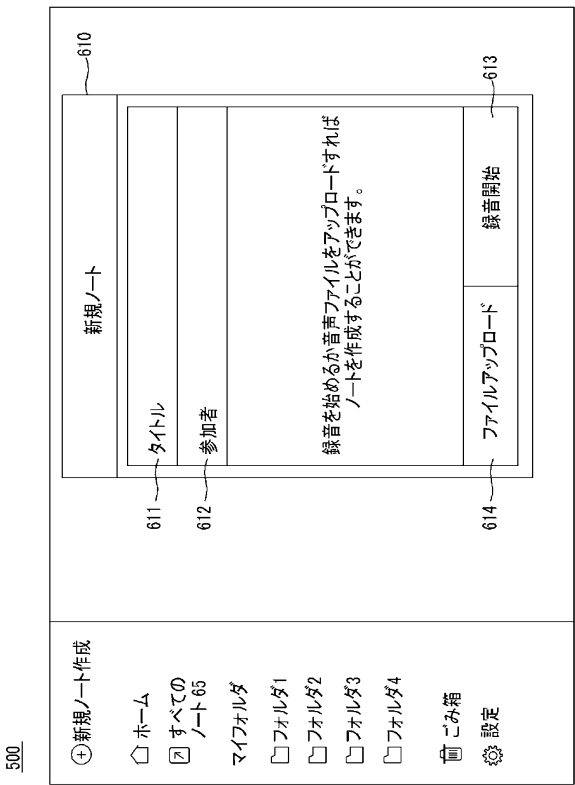 500
新規ノート作成
ホーム
すべての
ノート 65
マイフォルダ
フォルダ1
フォルダ2
フォルダ3
フォルダ4
ごみ箱
設定
新規ノート
610
611
タイトル
612
参加者
録音を始めるか音声ファイルをアップロードすれば
ノートを作成することができます。
614
ファイルアップロード
録音開始
613